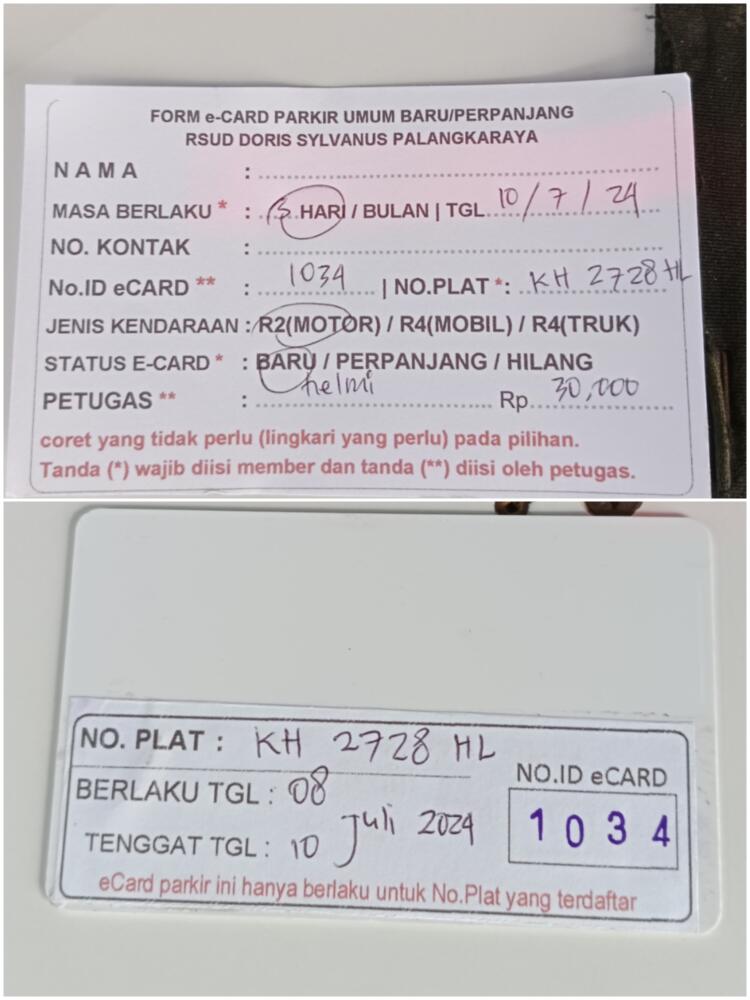 FORM e-CARD PARKIR UMUM BARU/PERPANJANG
RSUD DORIS SYLVANUS PALANGKARAYA
NAMA :
MASA BERLAKU * : 3 HARI / BULAN | TGL 10/7/24
NO. KONTAK :
No.ID eCARD ** : 1034 | NO.PLAT *: KH 2728 HL
JENIS KENDARAAN : R2(MOTOR) / R4(MOBIL) / R4(TRUK)
STATUS E-CARD * : BARU / PERPANJANG / HILANG
PETUGAS ** : helmi Rp 30,000
coret yang tidak perlu (lingkari yang perlu) pada pilihan.
Tanda (*) wajib diisi member dan tanda (**) diisi oleh petugas.
NO. PLAT : KH 2728 HL
BERLAKU TGL : 08
TENGGAT TGL : 10 Juli 2024
NO.ID eCARD
1034
eCard parkir ini hanya berlaku untuk No.Plat yang terdaftar